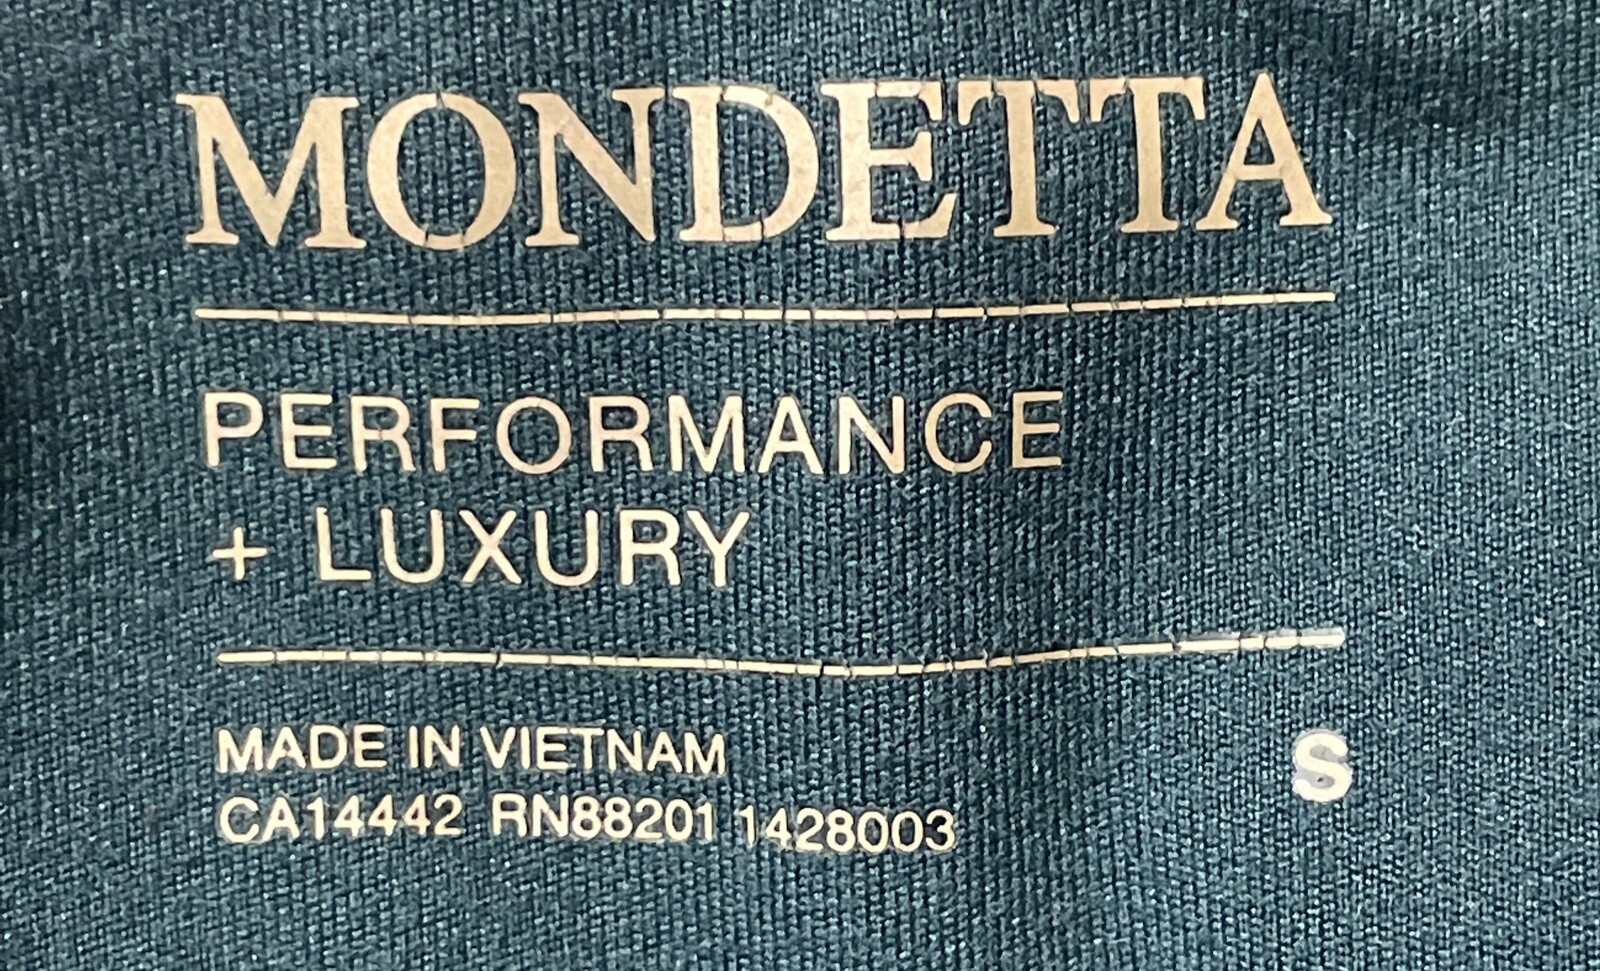 MONDETTA
PERFORMANCE
+ LUXURY
MADE IN VIETNAM
S
CA14442 RN88201 1428003